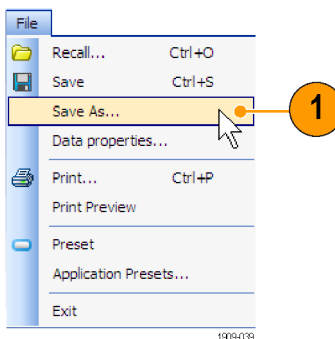 File
Recall... Ctrl+O
Save Ctrl+S
Save As...
1
Data properties...
Print... Ctrl+P
Print Preview
Preset
Application Presets...
Exit
1909-039